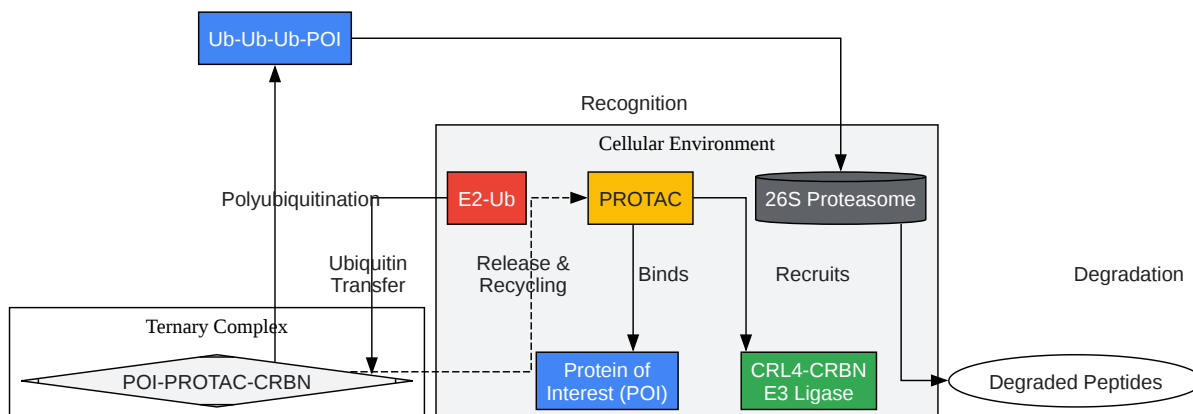 Ub-Ub-Ub-POI
Recognition
Cellular Environment
E2-Ub
PROTAC
26S Proteasome
Polyubiquitination
Ubiquitin
Transfer
Release &
Recycling
Binds
Recruits
Degradation
Ternary Complex
POI-PROTAC-CRBN
Protein of
Interest (POI)
CRL4-CRBN
E3 Ligase
Degraded Peptides